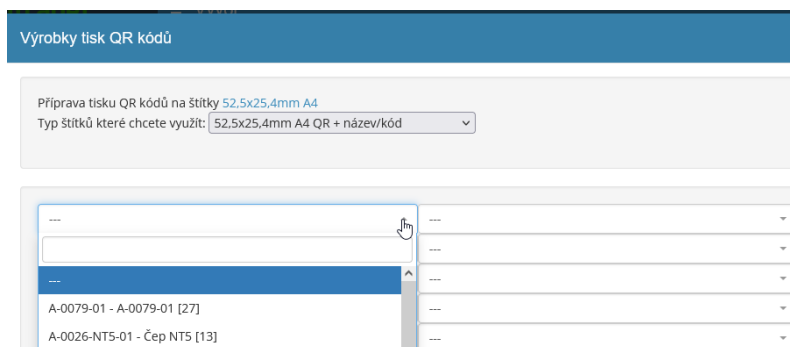 Výrobky tisk QR kódů
Příprava tisku QR kódů na štítky 52,5x25,4mm A4
Typ štítků které chcete využít: 52,5x25,4mm A4 QR + název/kód
--- ---
---
--- ---
A-0079-01 - A-0079-01 [27] ---
A-0026-NT5-01 - Čep NT5 [13] ---